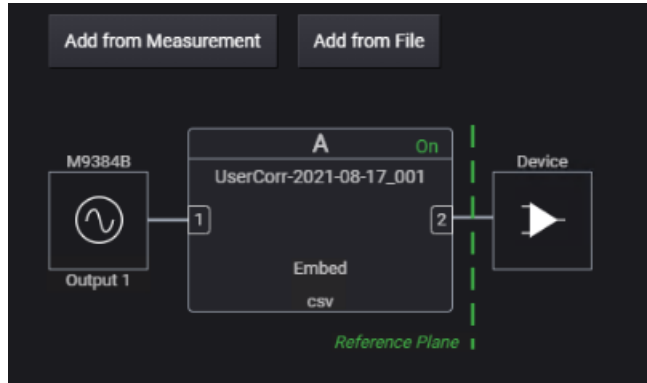 Add from Measurement
Add from File
A
On
M9384B
UserCorr-2021-08-17_001
Device
1
2
Embed
Output 1
csv
Reference Plane